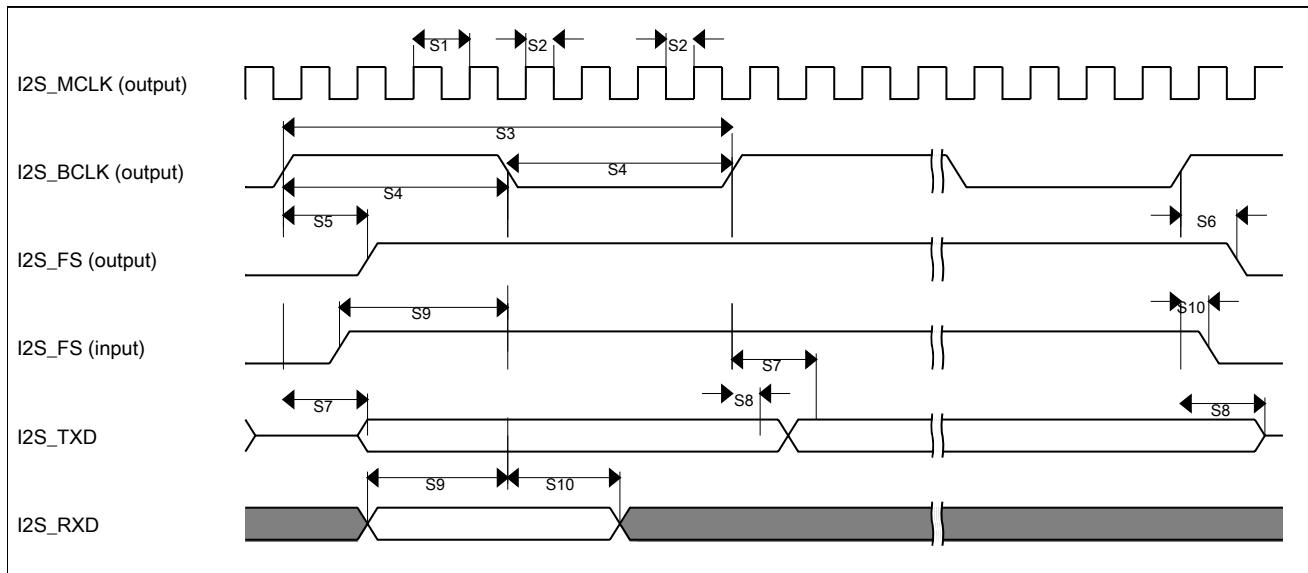 S1 S2 S2
I2S_MCLK (output)
S3
I2S_BCLK (output) S4
S4
S5 S6
I2S_FS (output)
S9 S10
I2S_FS (input)
S7
S7 S8 S8
I2S_TXD
S9 S10
I2S_RXD